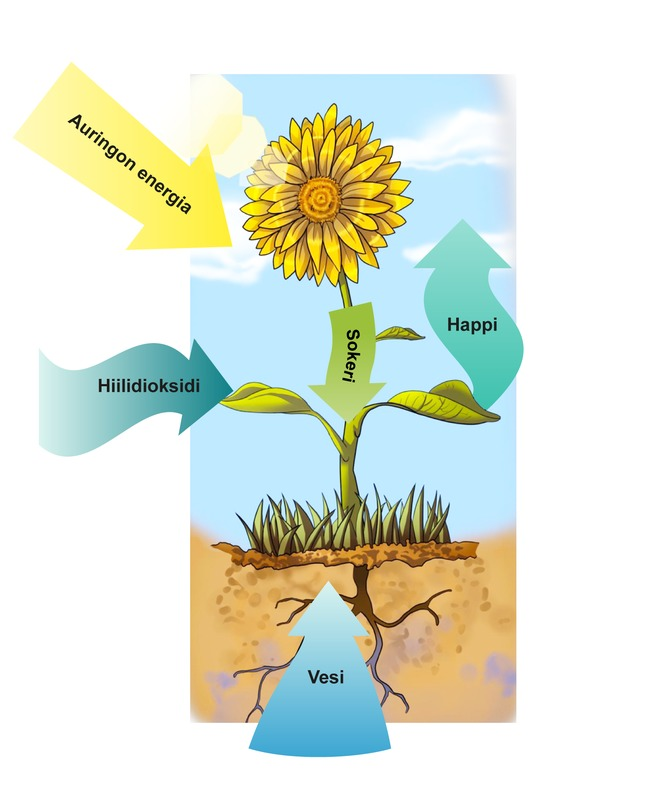 Auringon energia
Happi
Sokeri
Hiilidioksidi
Vesi